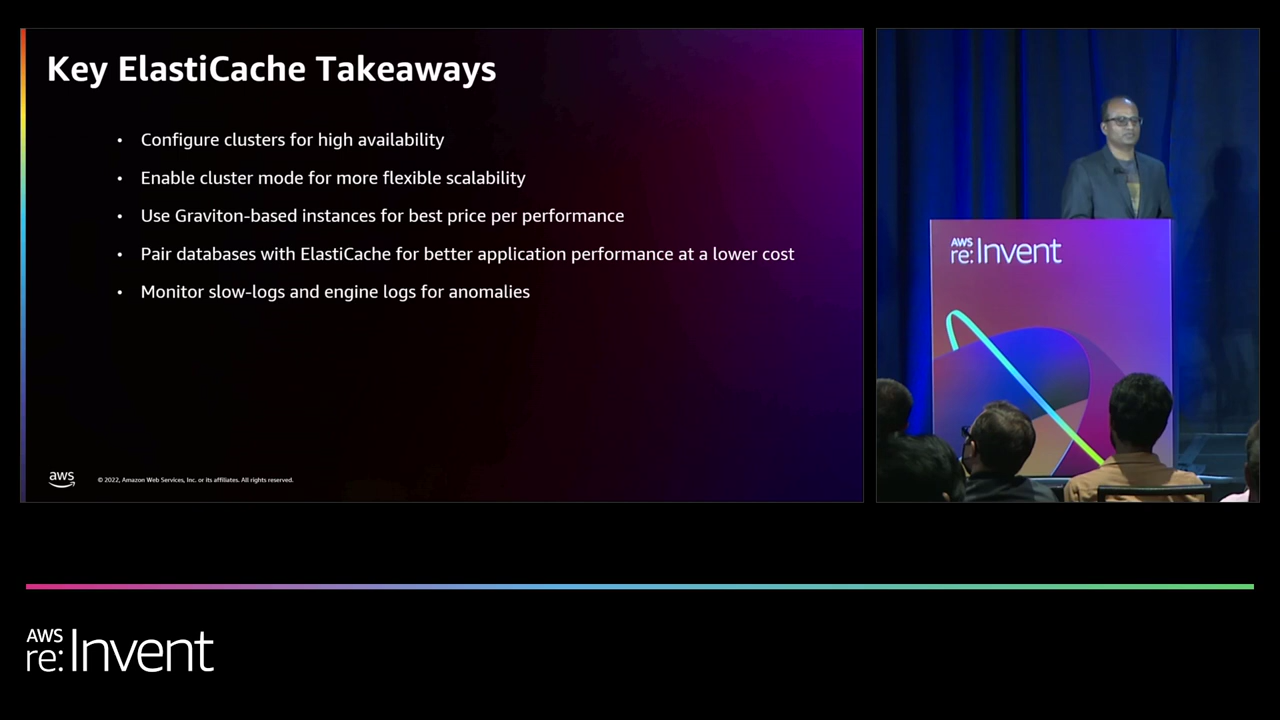 Key ElastiCache Takeaways
• Configure clusters for high availability
• Enable cluster mode for more flexible scalability
• Use Graviton-based instances for best price per performance
• Pair databases with ElastiCache for better application performance at a lower cost
• Monitor slow-logs and engine logs for anomalies
aws
© 2022, Amazon Web Services, Inc. or its affiliates. All rights reserved.
AWS
re:Invent
AWS
re:Invent